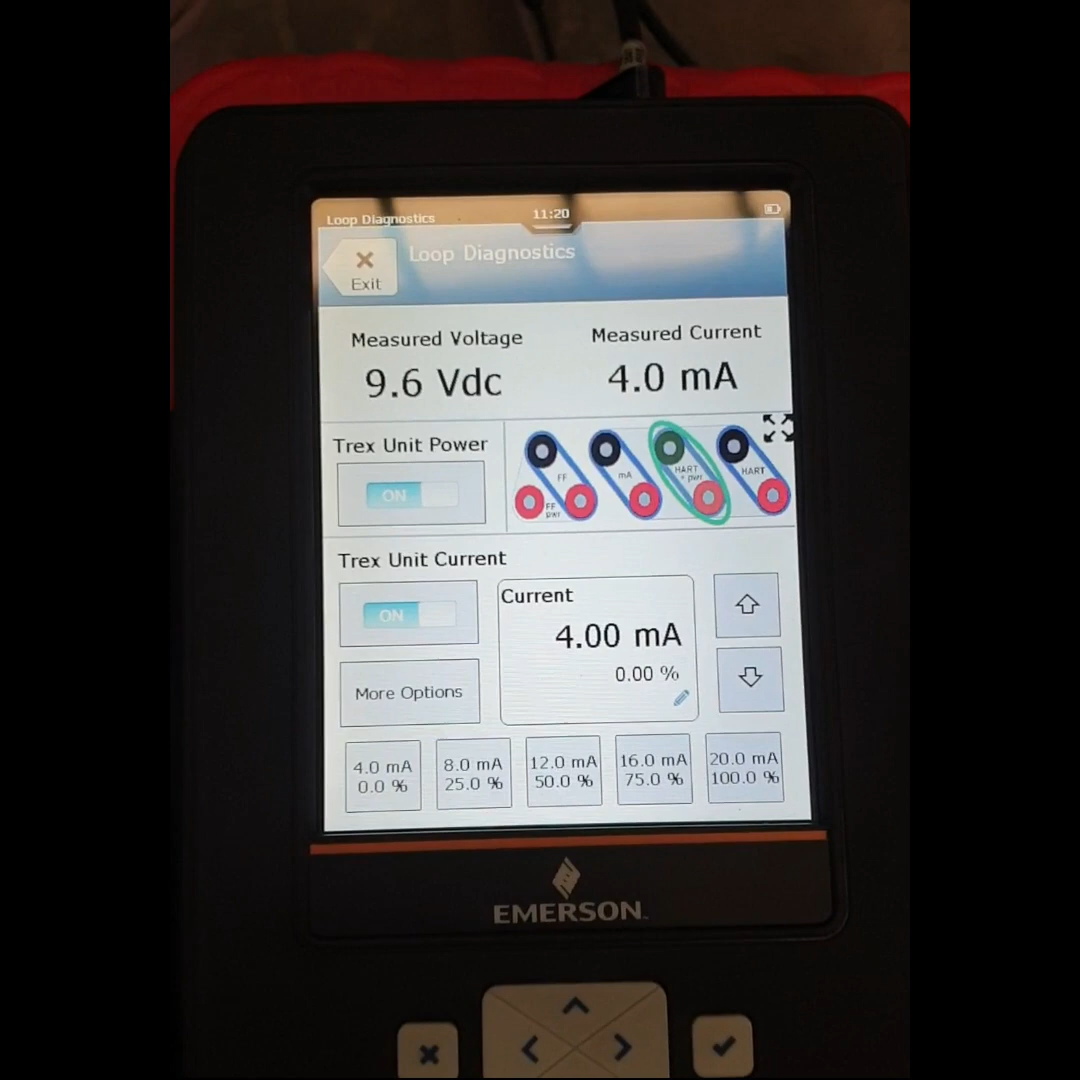 Loop Diagnostics
11:20
Loop Diagnostics
Exit
Measured Voltage
Measured Current
9.6 Vdc
4.0 mA
Trex Unit Power
ON
FF
FF
pwr
mA
HART
+ pwr
HART
Trex Unit Current
ON
Current
4.00 mA
0.00 %
More Options
4.0 mA
0.0 %
8.0 mA
25.0 %
12.0 mA
50.0 %
16.0 mA
75.0 %
20.0 mA
100.0 %
EMERSON